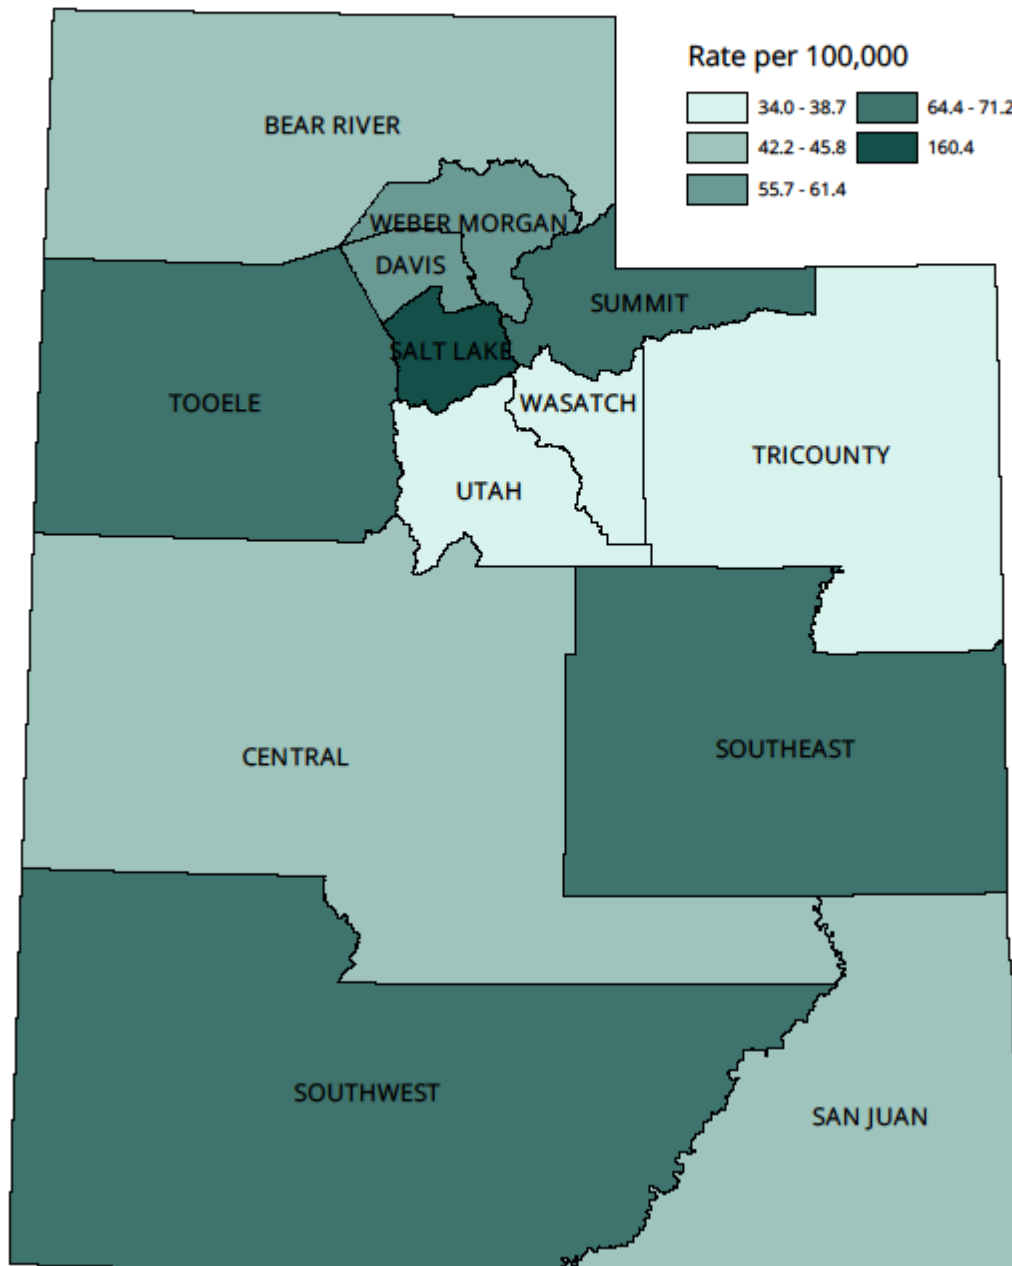 Rate per 100,000
34.0 - 38.7
64.4 - 71.2
42.2 - 45.8
160.4
55.7 - 61.4
BEAR RIVER
WEBER MORGAN
DAVIS
SUMMIT
SALT LAKE
TOOELE
WASATCH
TRICOUNTY
UTAH
CENTRAL
SOUTHEAST
SOUTHWEST
SAN JUAN